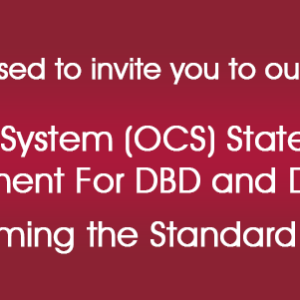 sed to invite you to ou
System (OCS) State
ment For DBD and D
ming the Standard